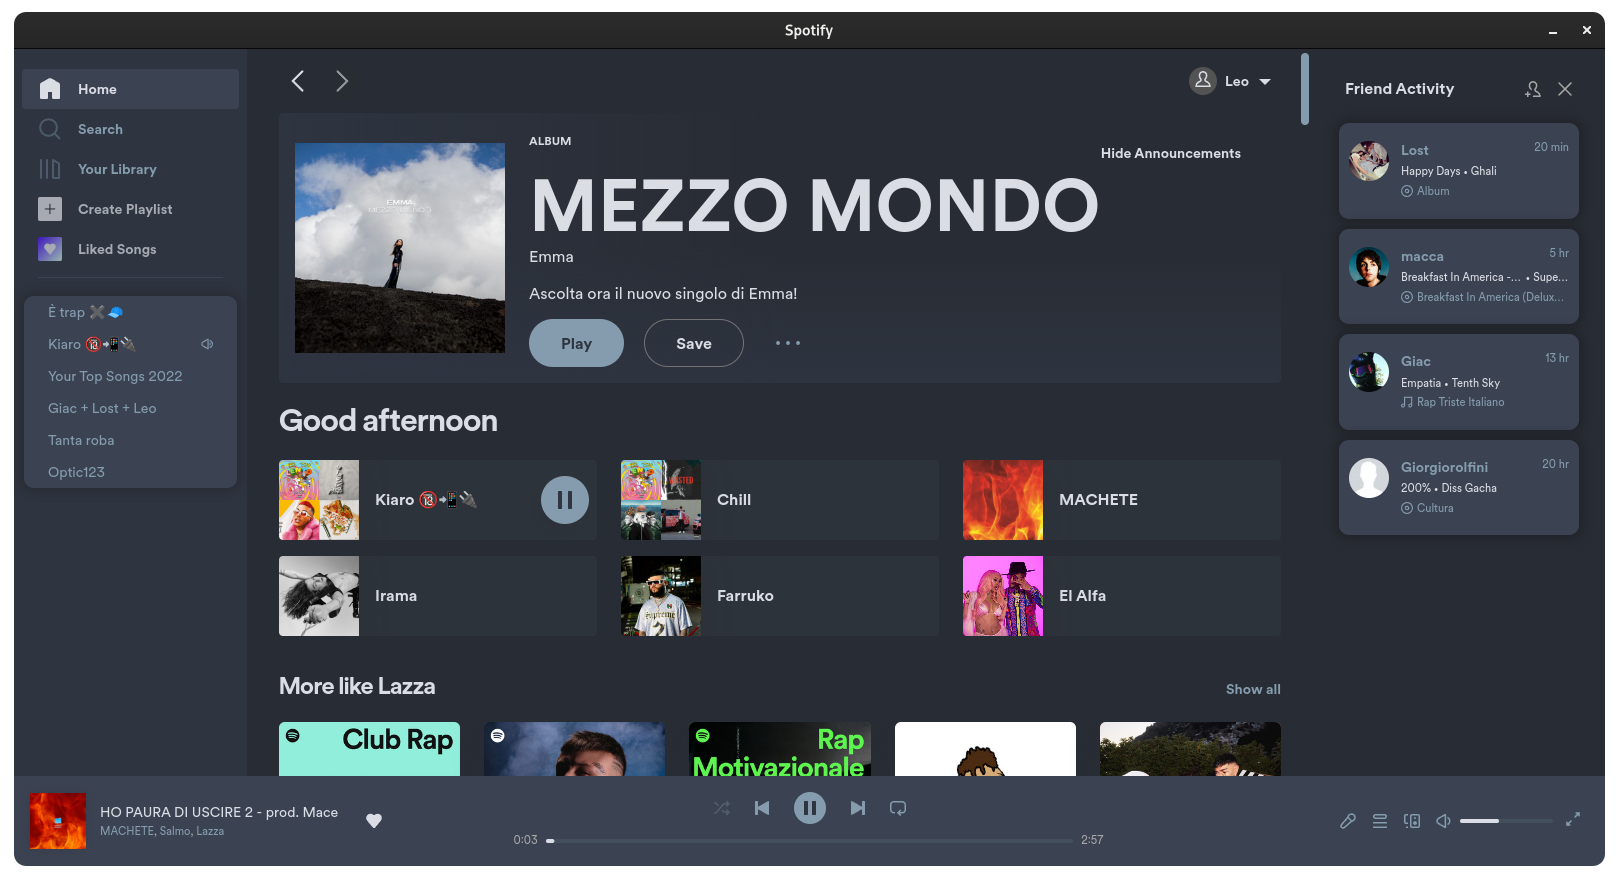 Spotify
Home
Search
Your Library
Create Playlist
Liked Songs
È trap ✖️🧢
Kiaro 🔞📲🔌
Your Top Songs 2022
Giac + Lost + Leo
Tanta roba
Optic123
Leo
ALBUM
Hide Announcements
MEZZO MONDO
Emma
Ascolta ora il nuovo singolo di Emma!
Play
Save
EMMA
MEZZO MONDO
Good afternoon
Kiaro 🔞📲🔌
Chill
MACHETE
Irama
Farruko
El Alfa
More like Lazza
Show all
Club Rap
Rap
Motivazionale
Friend Activity
Lost
20 min
Happy Days • Ghali
Album
macca
5 hr
Breakfast In America -... • Supe...
Breakfast In America (Delux...
Giac
13 hr
Empatia • Tenth Sky
Rap Triste Italiano
Giorgiorolfini
20 hr
200% • Diss Gacha
Cultura
HO PAURA DI USCIRE 2 - prod. Mace
MACHETE, Salmo, Lazza
0:03
2:57